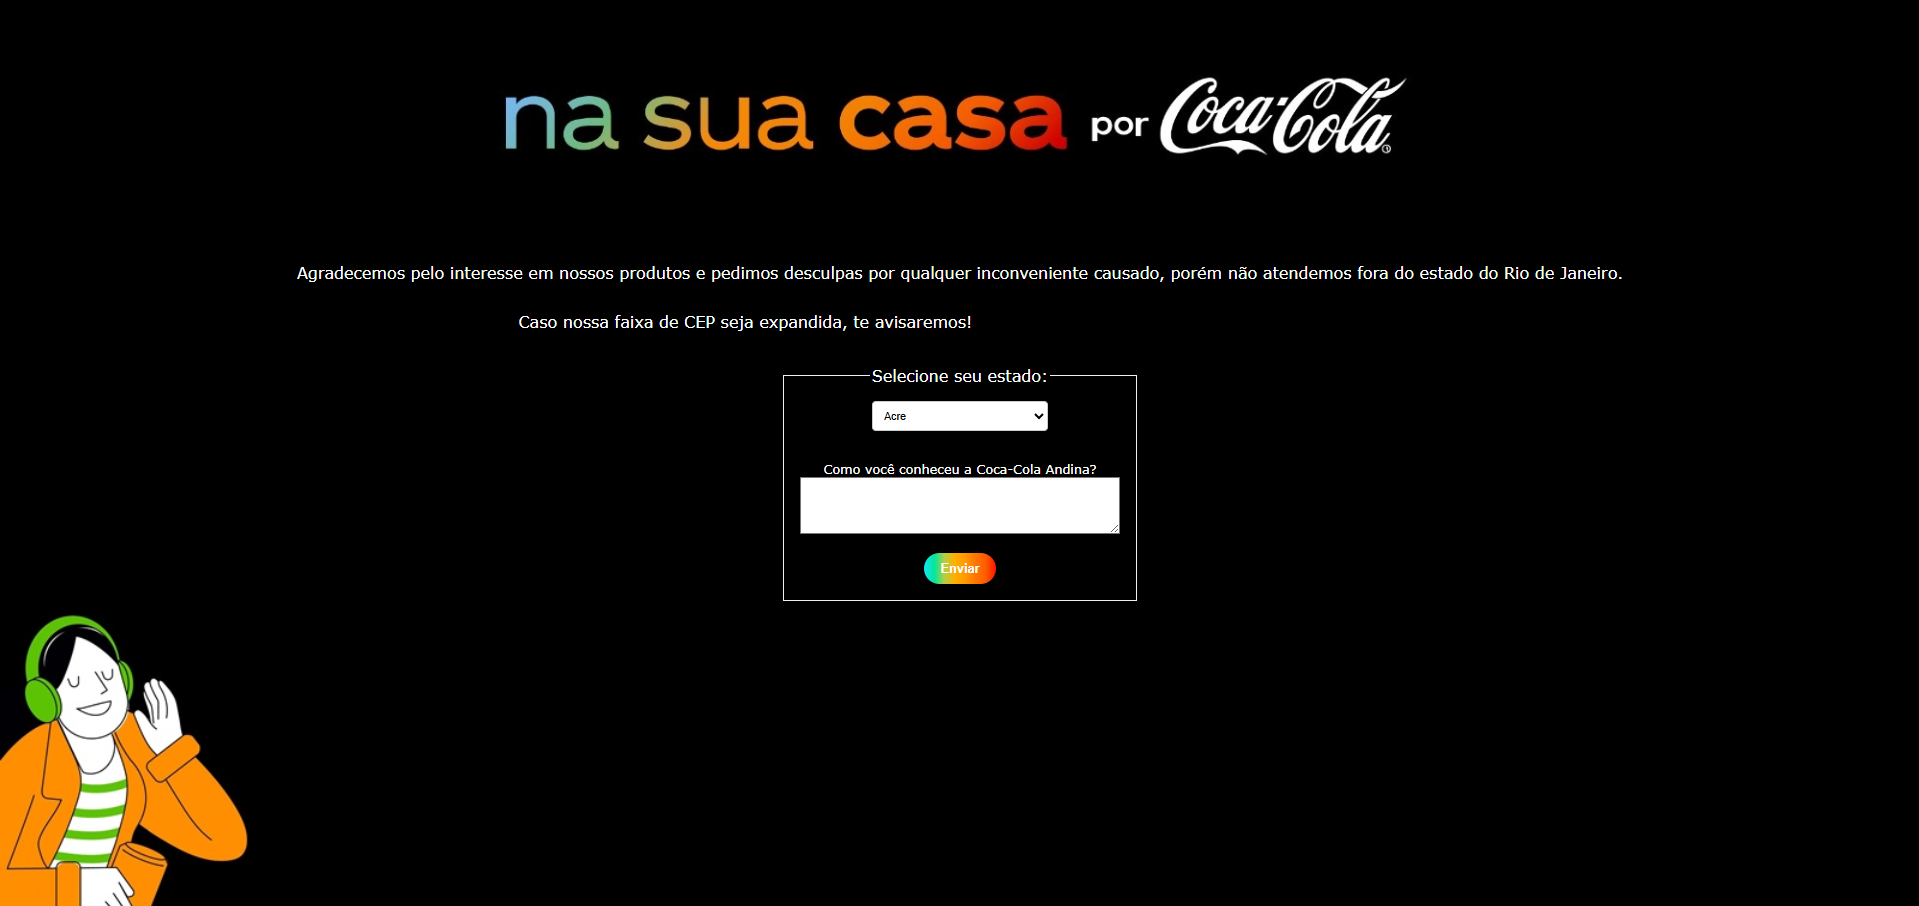 na sua casa por Coca-Cola
Agradecemos pelo interesse em nossos produtos e pedimos desculpas por qualquer inconveniente causado, porém não atendemos fora do estado do Rio de Janeiro.
Caso nossa faixa de CEP seja expandida, te avisaremos!
Selecione seu estado:
Acre
Como você conheceu a Coca-Cola Andina?
Enviar